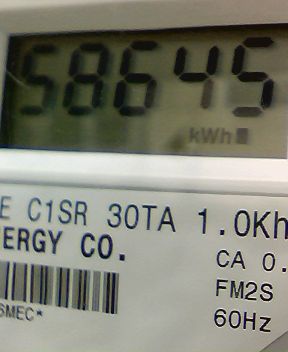 58645
kWh
E C1SR 30TA 1.0Kh
ERGY CO.
CA 0.
FM2S
SMEC*
60Hz